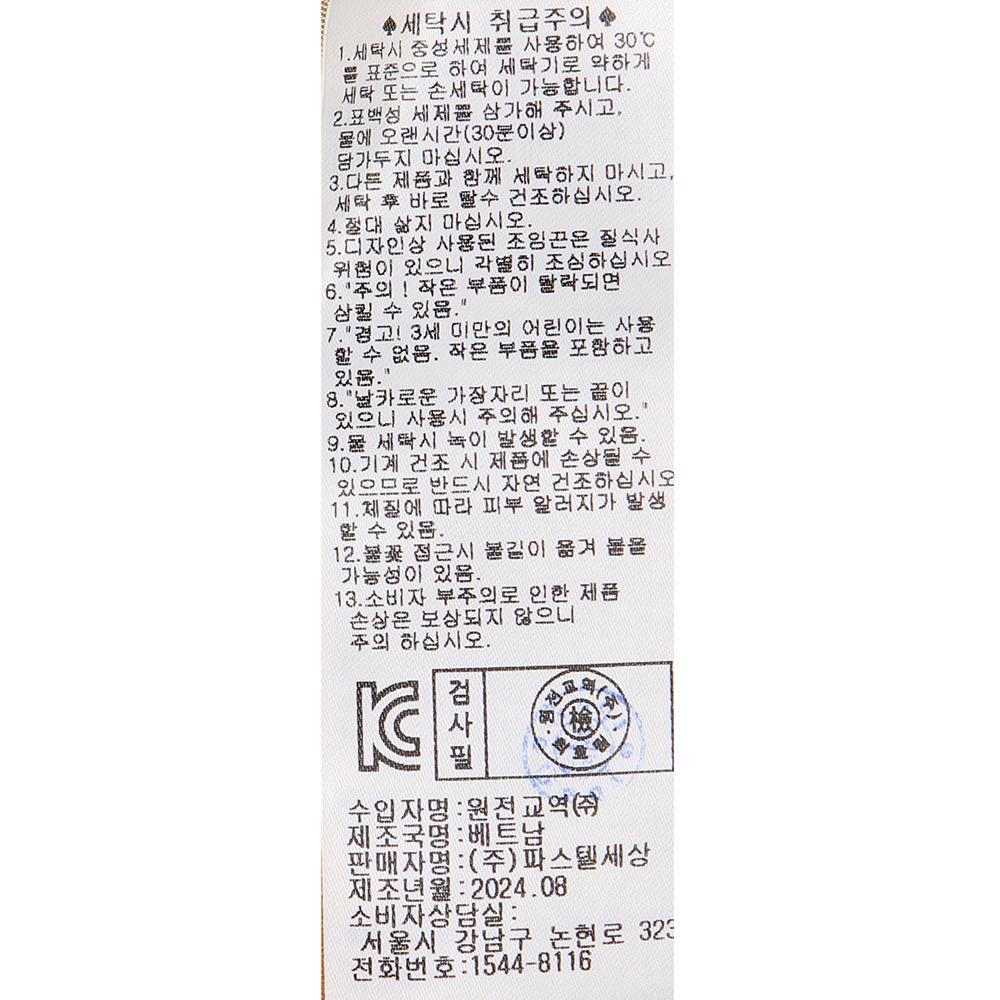 ♠세탁시 취급주의♠
1.세탁시 중성세제를 사용하여 30℃
를 표준으로 하여 세탁기로 약하게
세탁 또는 손세탁이 가능합니다.
2.표백성 세제를 삼가해 주시고,
물에 오랜시간(30분이상)
담가두지 마십시오.
3.다른 제품과 함께 세탁하지 마시고,
세탁 후 바로 탈수 건조하십시오.
4.절대 삶지 마십시오.
5.디자인상 사용된 조임끈은 질식사
위험이 있으니 각별히 조심하십시오
6."주의! 작은 부품이 탈락되면
삼킬 수 있음."
7."경고! 3세 미만의 어린이는 사용
할 수 없음. 작은 부품을 포함하고
있음."
8."날카로운 가장자리 또는 끝이
있으니 사용시 주의해 주십시오."
9.물 세탁시 녹이 발생할 수 있음.
10.기계 건조 시 제품에 손상될 수
있으므로 반드시 자연 건조하십시오
11.체질에 따라 피부 알러지가 발생
할 수 있음.
12.불꽃 접근시 불길이 옮겨 붙을
가능성이 있음.
13.소비자 부주의로 인한 제품
손상은 보상되지 않으니
주의 하십시오.
KC
검사필
원전교역(주)
檢
수입자명:원전교역㈜
제조국명:베트남
판매자명:(주)파스텔세상
제조년월:2024.08
소비자상담실:
서울시 강남구 논현로 323
전화번호:1544-8116